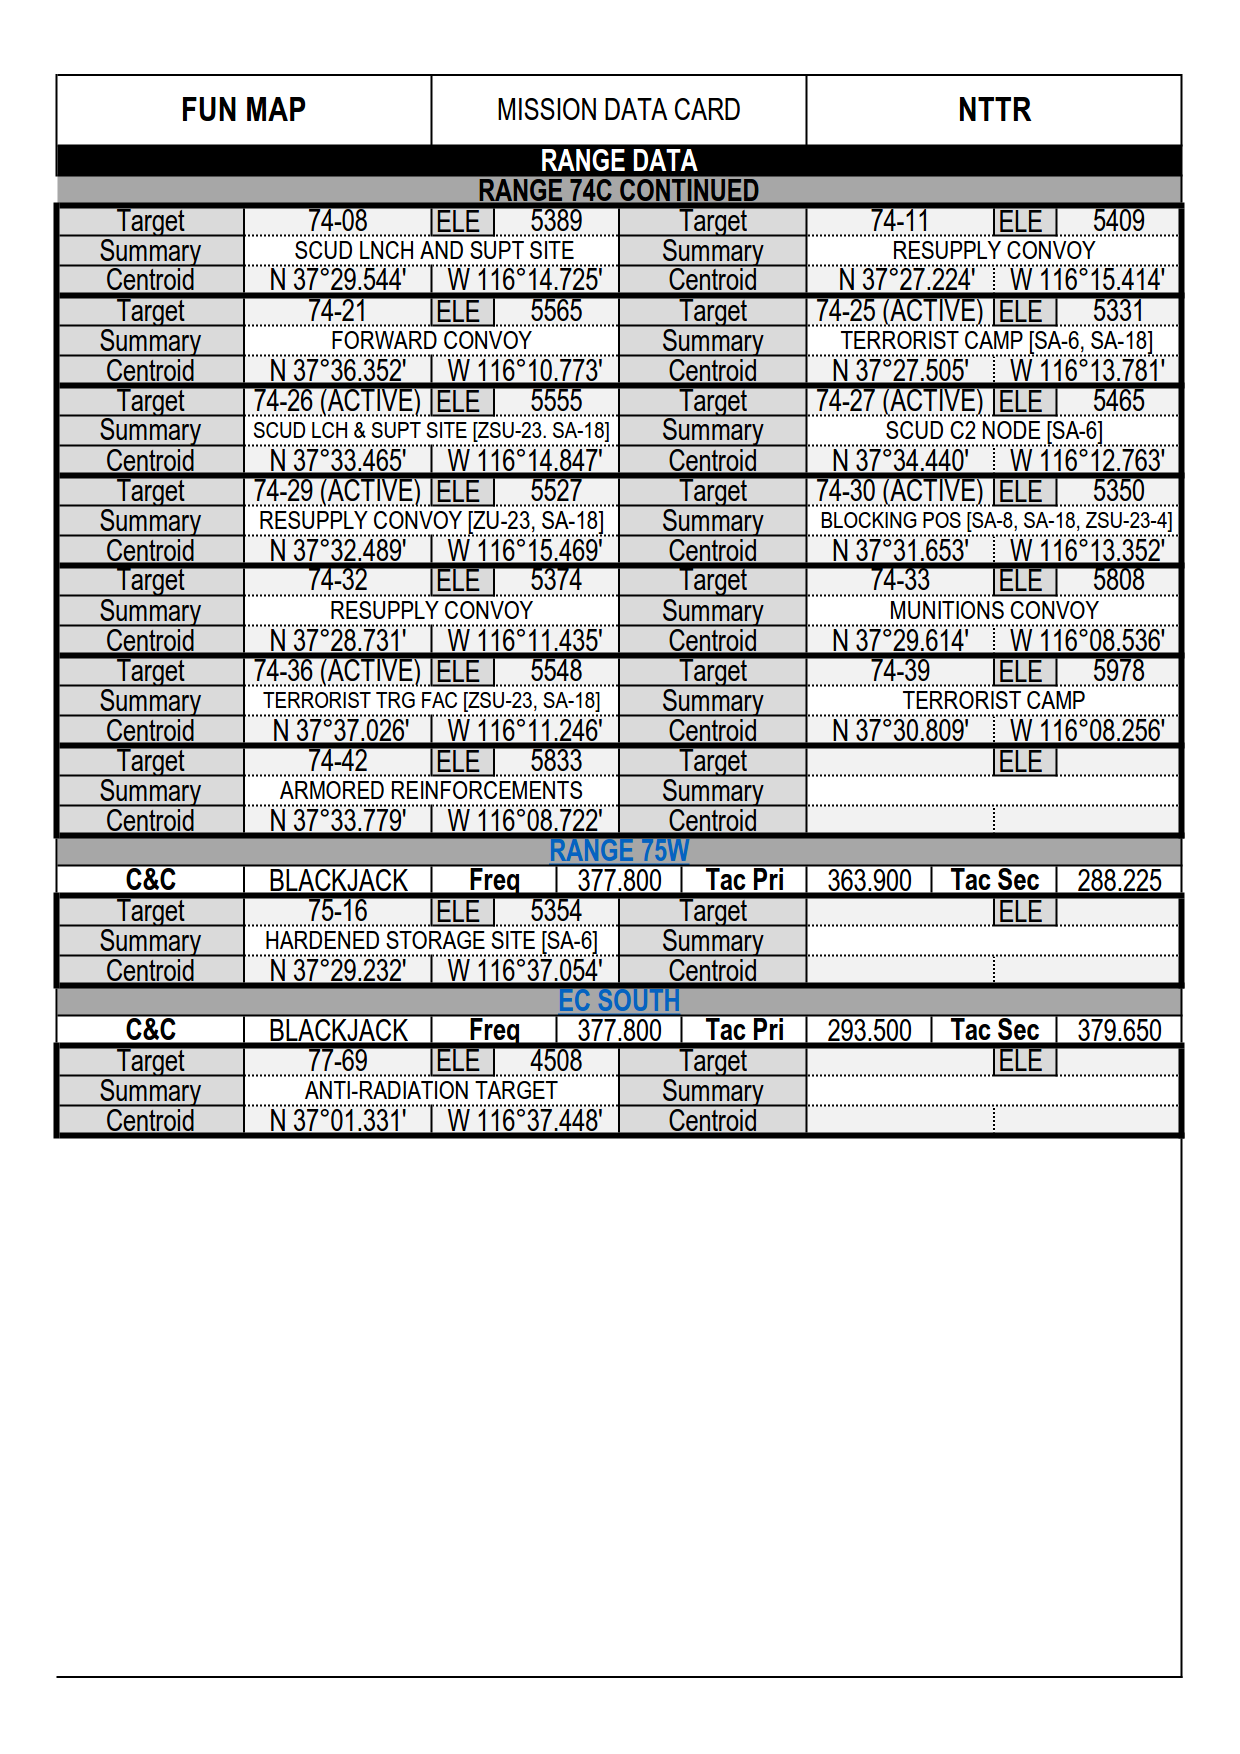 FUN MAP MISSION DATA CARD NTTR
RANGE DATA
RANGE 74C CONTINUED
Target 74-08 ELE 5389 Target 74-11 ELE 5409
Summary SCUD LNCH AND SUPT SITE Summary RESUPPLY CONVOY
Centroid N 37°29.544' W 116°14.725' Centroid N 37°27.224' W 116°15.414'
Target 74-21 ELE 5565 Target 74-25 (ACTIVE) ELE 5331
Summary FORWARD CONVOY Summary TERRORIST CAMP [SA-6, SA-18]
Centroid N 37°36.352' W 116°10.773' Centroid N 37°27.505' W 116°13.781'
Target 74-26 (ACTIVE) ELE 5555 Target 74-27 (ACTIVE) ELE 5465
Summary SCUD LCH & SUPT SITE [ZSU-23. SA-18] Summary SCUD C2 NODE [SA-6]
Centroid N 37°33.465' W 116°14.847' Centroid N 37°34.440' W 116°12.763'
Target 74-29 (ACTIVE) ELE 5527 Target 74-30 (ACTIVE) ELE 5350
Summary RESUPPLY CONVOY [ZU-23, SA-18] Summary BLOCKING POS [SA-8, SA-18, ZSU-23-4]
Centroid N 37°32.489' W 116°15.469' Centroid N 37°31.653' W 116°13.352'
Target 74-32 ELE 5374 Target 74-33 ELE 5808
Summary RESUPPLY CONVOY Summary MUNITIONS CONVOY
Centroid N 37°28.731' W 116°11.435' Centroid N 37°29.614' W 116°08.536'
Target 74-36 (ACTIVE) ELE 5548 Target 74-39 ELE 5978
Summary TERRORIST TRG FAC [ZSU-23, SA-18] Summary TERRORIST CAMP
Centroid N 37°37.026' W 116°11.246' Centroid N 37°30.809' W 116°08.256'
Target 74-42 ELE 5833 Target ELE
Summary ARMORED REINFORCEMENTS Summary
Centroid N 37°33.779' W 116°08.722' Centroid
RANGE 75W
C&C BLACKJACK Freq 377.800 Tac Pri 363.900 Tac Sec 288.225
Target 75-16 ELE 5354 Target ELE
Summary HARDENED STORAGE SITE [SA-6] Summary
Centroid N 37°29.232' W 116°37.054' Centroid
EC SOUTH
C&C BLACKJACK Freq 377.800 Tac Pri 293.500 Tac Sec 379.650
Target 77-69 ELE 4508 Target ELE
Summary ANTI-RADIATION TARGET Summary
Centroid N 37°01.331' W 116°37.448' Centroid